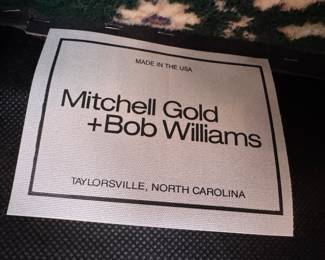 MADE IN THE USA
Mitchell Gold
+Bob Williams
TAYLORSVILLE, NORTH CAROLINA